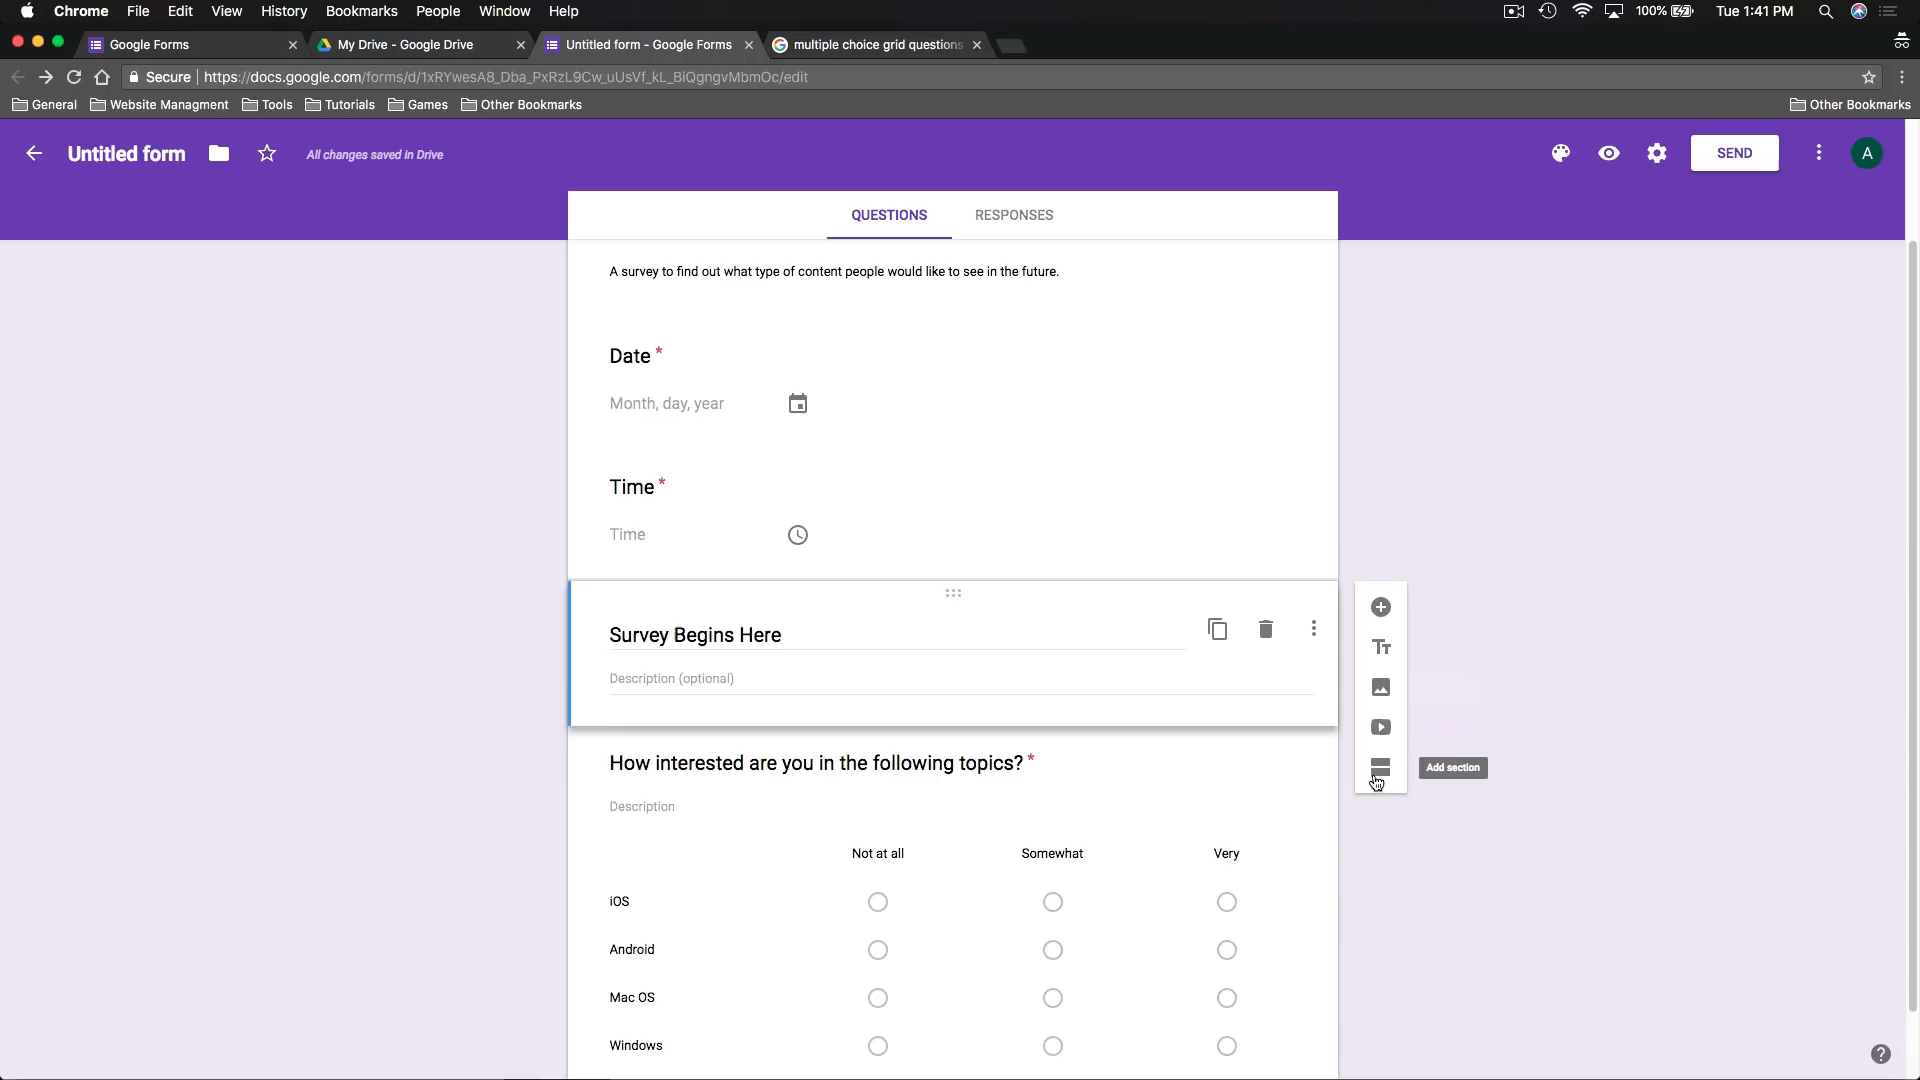 Chrome File Edit View History Bookmarks People Window Help 100% Tue 1:41 PM
Google Forms My Drive - Google Drive Untitled form - Google Forms multiple choice grid questions
Secure https://docs.google.com/forms/d/1xRYwesA8_Dba_PxRzL9Cw_uUsVf_kL_BiQgngvMbmOc/edit
General Website Managment Tools Tutorials Games Other Bookmarks Other Bookmarks
Untitled form All changes saved in Drive SEND A
QUESTIONS RESPONSES
A survey to find out what type of content people would like to see in the future.
Date *
Month, day, year
Time *
Time
Survey Begins Here
Description (optional)
How interested are you in the following topics? *
Add section
Description
Not at all Somewhat Very
iOS
Android
Mac OS
Windows